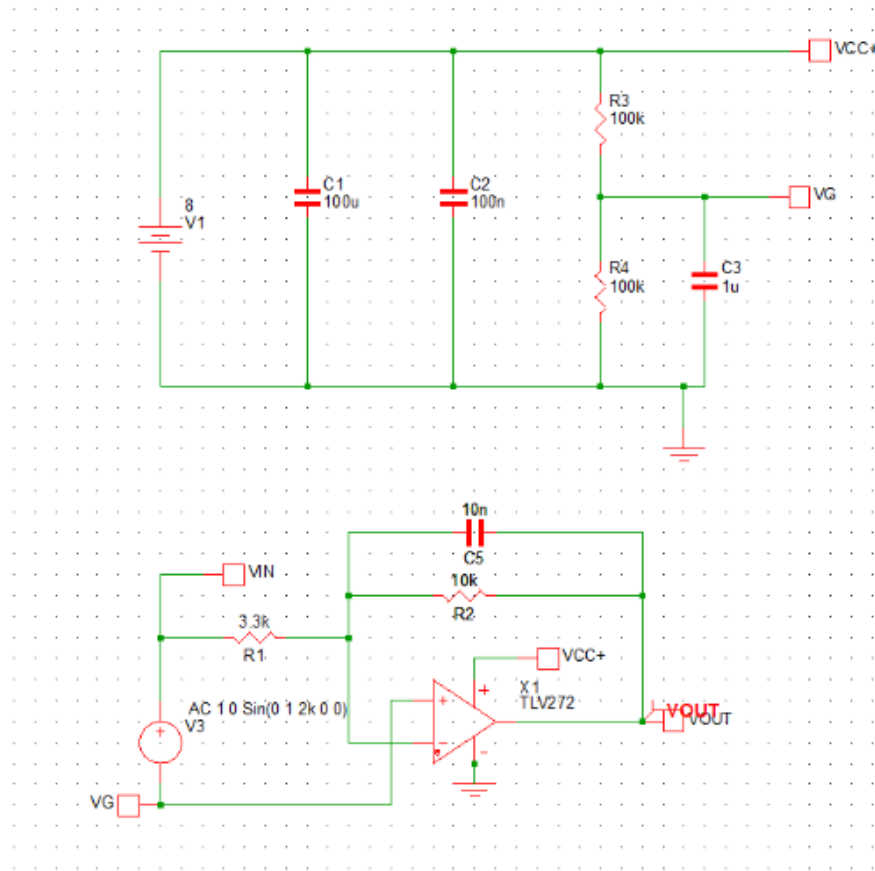 VCC+
R3
100k
C1
100u
C2
100n
8
V1
VG
R4
100k
C3
1u
10n
C5
10k
R2
VIN
3.3k
R1
VCC+
X1
TLV272
AC 1 0 Sin(0 1 2k 0 0)
V3
+
+
-
-
+
VOUT
VOUT
VG